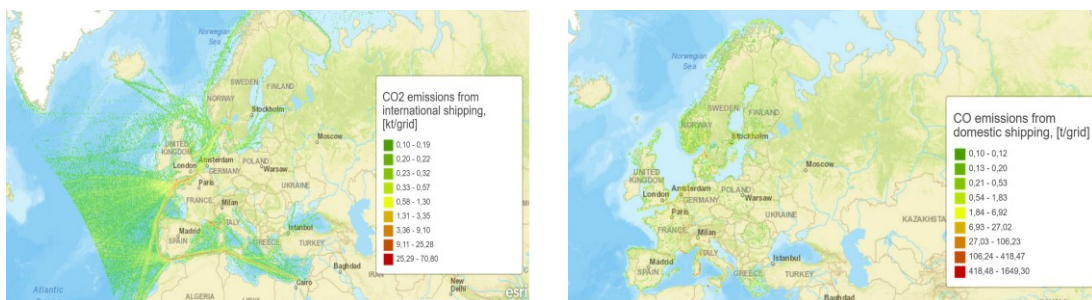 Norwegian
Sea
SWEDEN
FINLAND
NORWAY
Stockholm
UNITED
KINGDOM
Moscow
London
Amsterdam
POLAND
Warsaw
GERMANY
Paris
UKRAINE
FRANCE
Milan
ITALY
Madrid
SPAIN
Istanbul
GREECE
TURKEY
Baghdad
Cairo
Atlantic
ALGERIA
LIBYA
New
Delhi
esri
CO2 emissions from
international shipping,
[kt/grid]
0,10 - 0,19
0,20 - 0,22
0,23 - 0,32
0,33 - 0,57
0,58 - 1,30
1,31 - 3,35
3,36 - 9,10
9,11 - 25,28
25,29 - 70,80
Norwegian
Sea
SWEDEN
FINLAND
NORWAY
Stockholm
UNITED
KINGDOM
Moscow
London
Amsterdam
POLAND
Warsaw
GERMANY
Paris
UKRAINE
FRANCE
Milan
ITALY
SPAIN
Madrid
Istanbul
GREECE
TURKEY
KAZAKHSTA
Baghdad
CO emissions from
domestic shipping, [t/grid]
0,10 - 0,12
0,13 - 0,20
0,21 - 0,53
0,54 - 1,83
1,84 - 6,92
6,93 - 27,02
27,03 - 106,23
106,24 - 418,47
418,48 - 1649,30